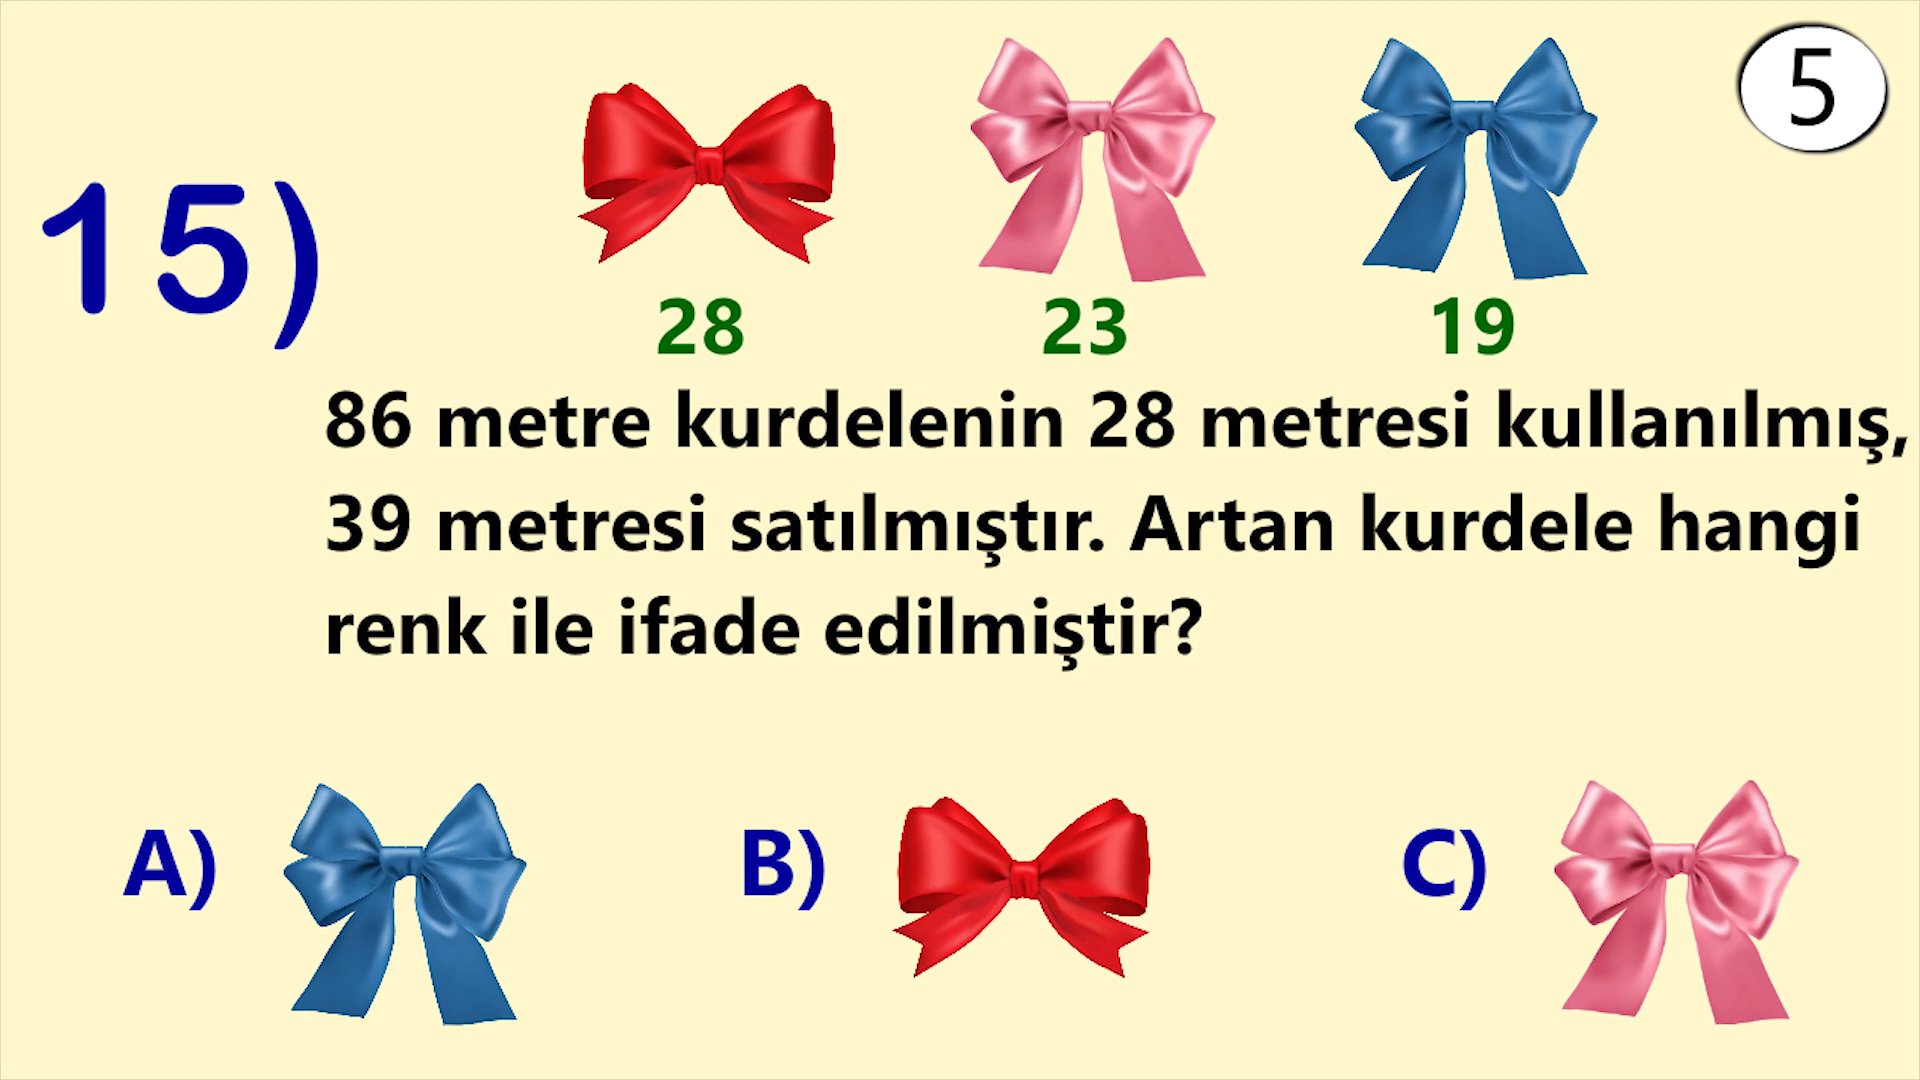 5
15)
28 23 19
86 metre kurdelenin 28 metresi kullanılmış,
39 metresi satılmıştır. Artan kurdele hangi
renk ile ifade edilmiştir?
A) B) C)